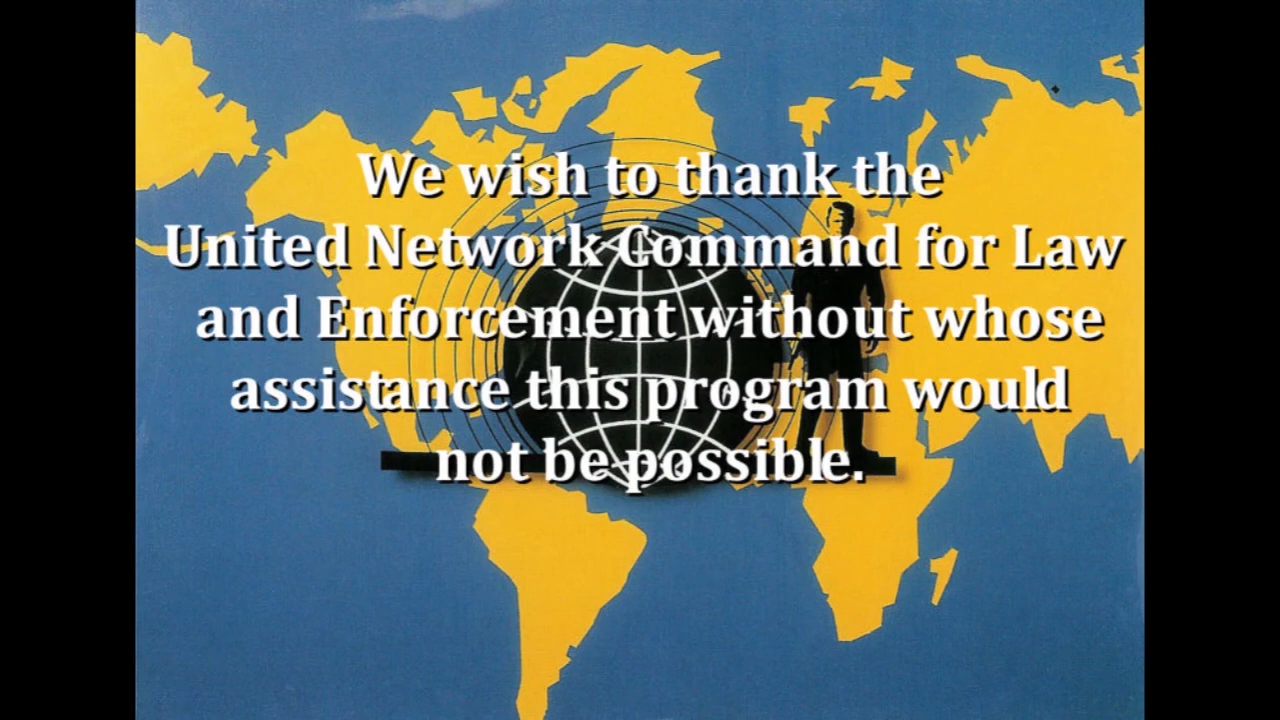 We wish to thank the
United Network Command for Law
and Enforcement without whose
assistance this program would
not be possible.